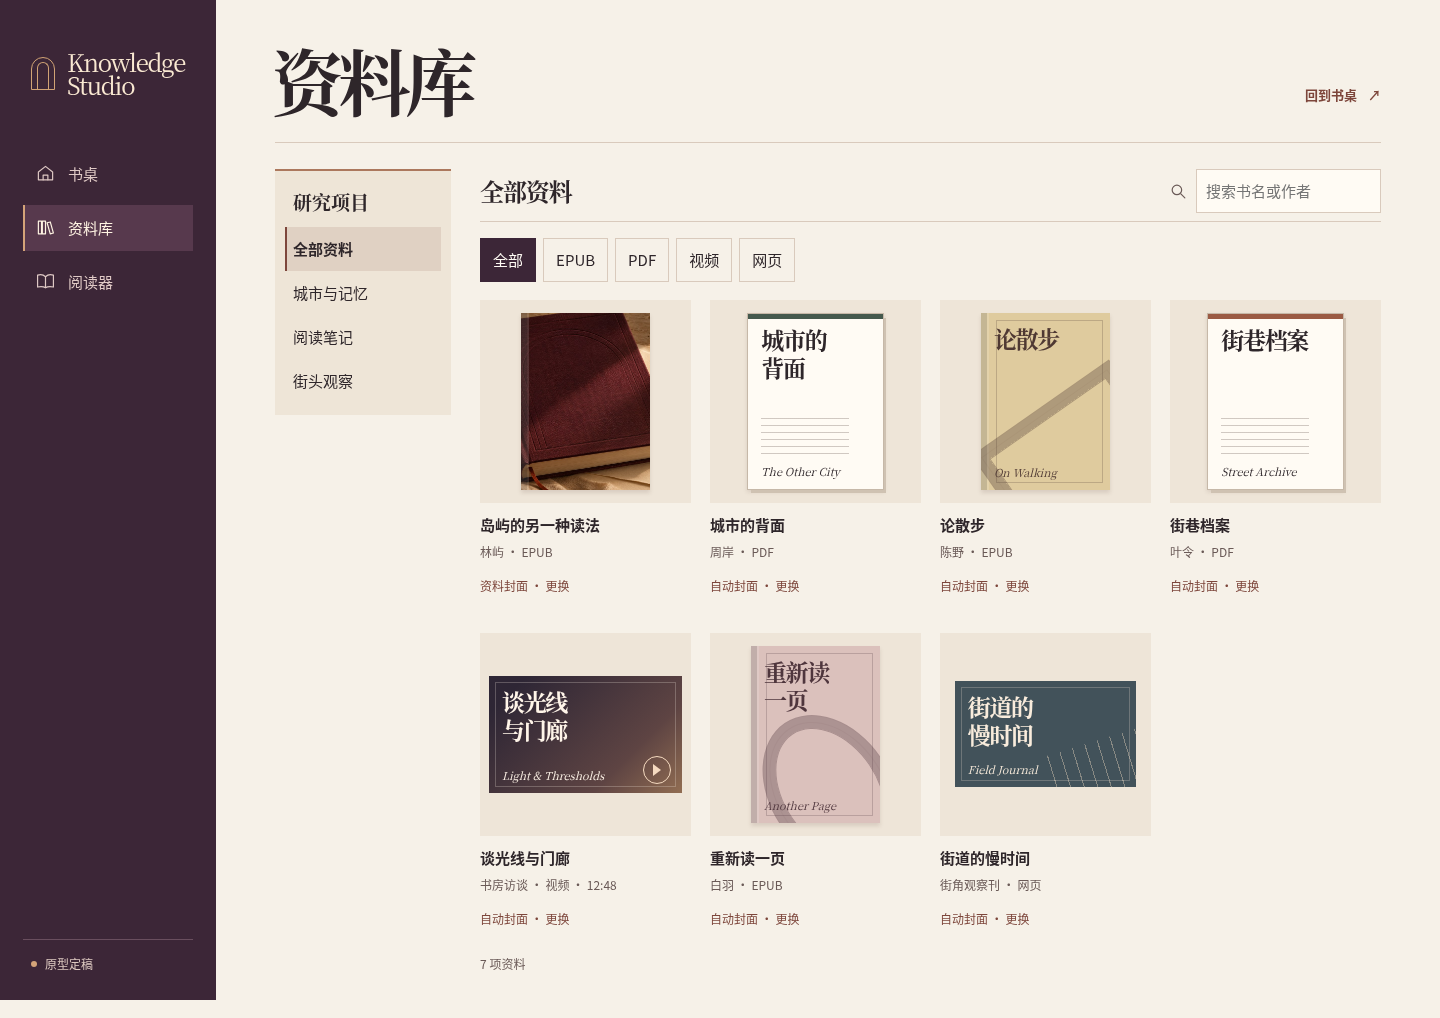 Knowledge
Studio
书桌
资料库
阅读器
原型定稿
资料库
回到书桌 ↗
研究项目
全部资料
城市与记忆
阅读笔记
街头观察
全部资料
搜索书名或作者
全部
EPUB
PDF
视频
网页
岛屿的另一种读法
林屿 · EPUB
资料封面 · 更换
城市的
背面
The Other City
城市的背面
周岸 · PDF
自动封面 · 更换
论散步
On Walking
论散步
陈野 · EPUB
自动封面 · 更换
街巷档案
Street Archive
街巷档案
叶令 · PDF
自动封面 · 更换
谈光线
与门廊
Light & Thresholds
谈光线与门廊
书房访谈 · 视频 · 12:48
自动封面 · 更换
重新读
一页
Another Page
重新读一页
白羽 · EPUB
自动封面 · 更换
街道的
慢时间
Field Journal
街道的慢时间
街角观察刊 · 网页
自动封面 · 更换
7 项资料